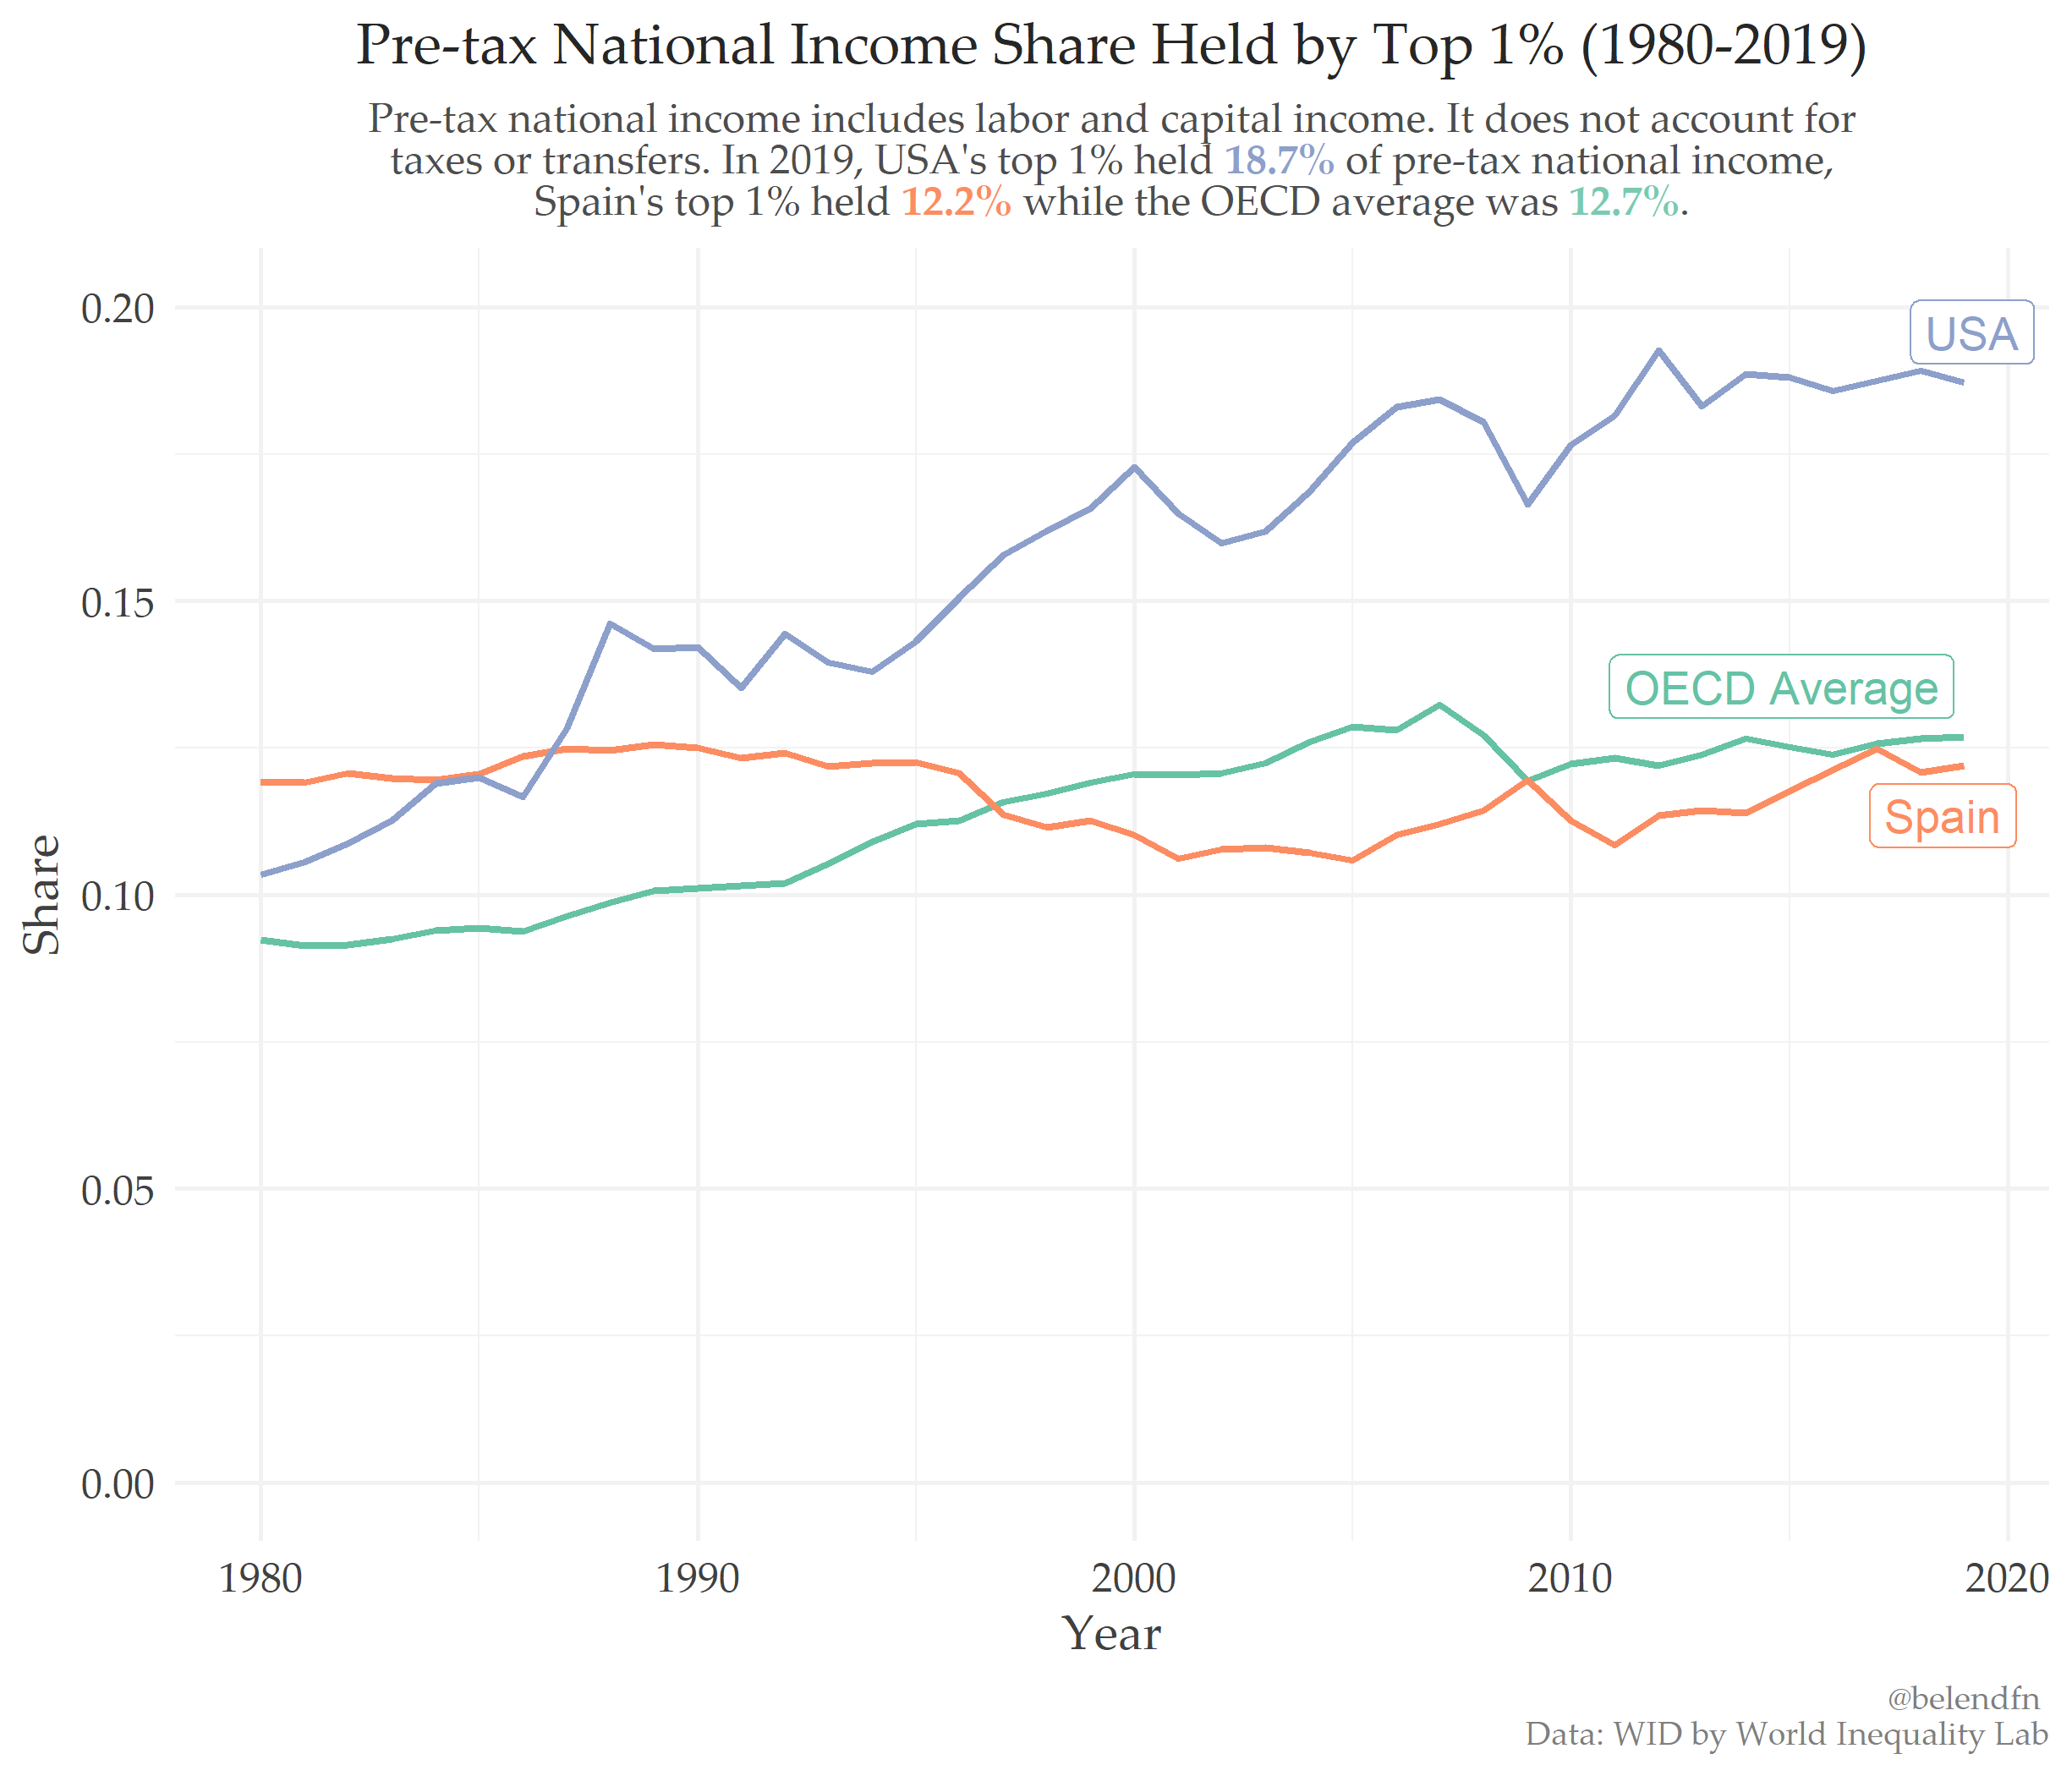 Pre-tax National Income Share Held by Top 1% (1980-2019)
Pre-tax national income includes labor and capital income. It does not account for
taxes or transfers. In 2019, USA's top 1% held 18.7% of pre-tax national income,
Spain's top 1% held 12.2% while the OECD average was 12.7%.
0.20
USA
0.15
OECD Average
Spain
0.10
Share
0.05
0.00
1980 1990 2000 2010 2020
Year
@belendfn
Data: WID by World Inequality Lab